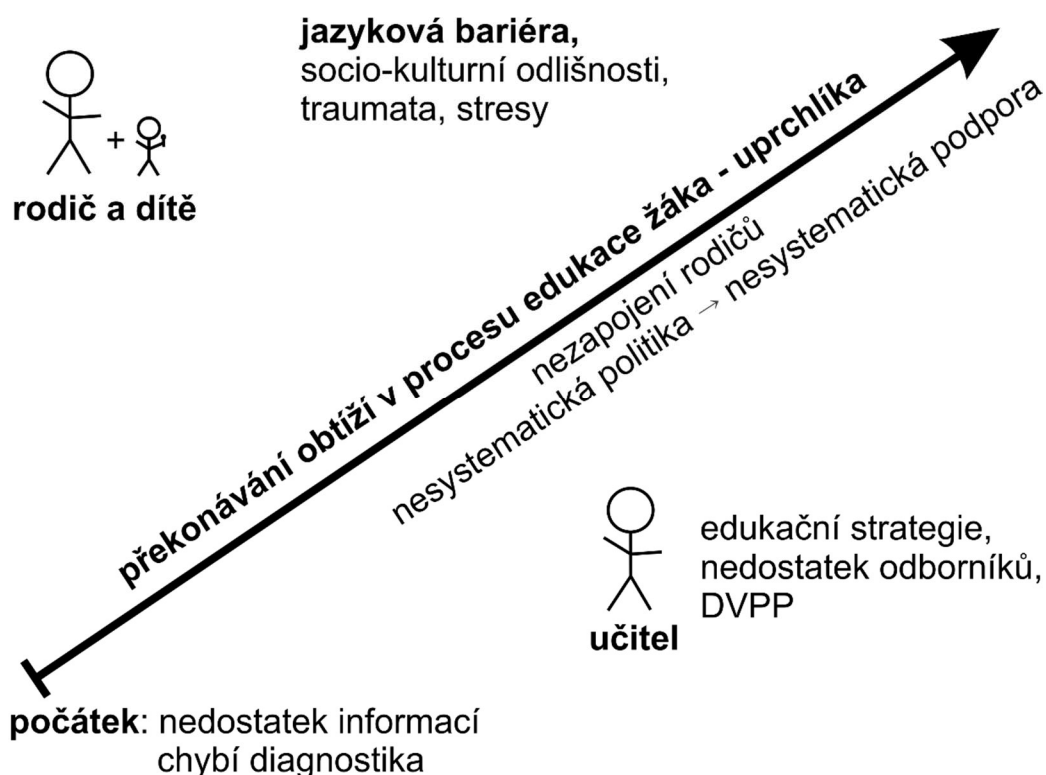 jazyková bariéra,
socio-kulturní odlišnosti,
traumata, stresy
+
rodič a dítě
překonávání obtíží v procesu edukace žáka - uprchlíka
nezapojení rodičů
nesystematická politika → nesystematická podpora
edukační strategie,
nedostatek odborníků,
DVPP
učitel
počátek: nedostatek informací
chybí diagnostika